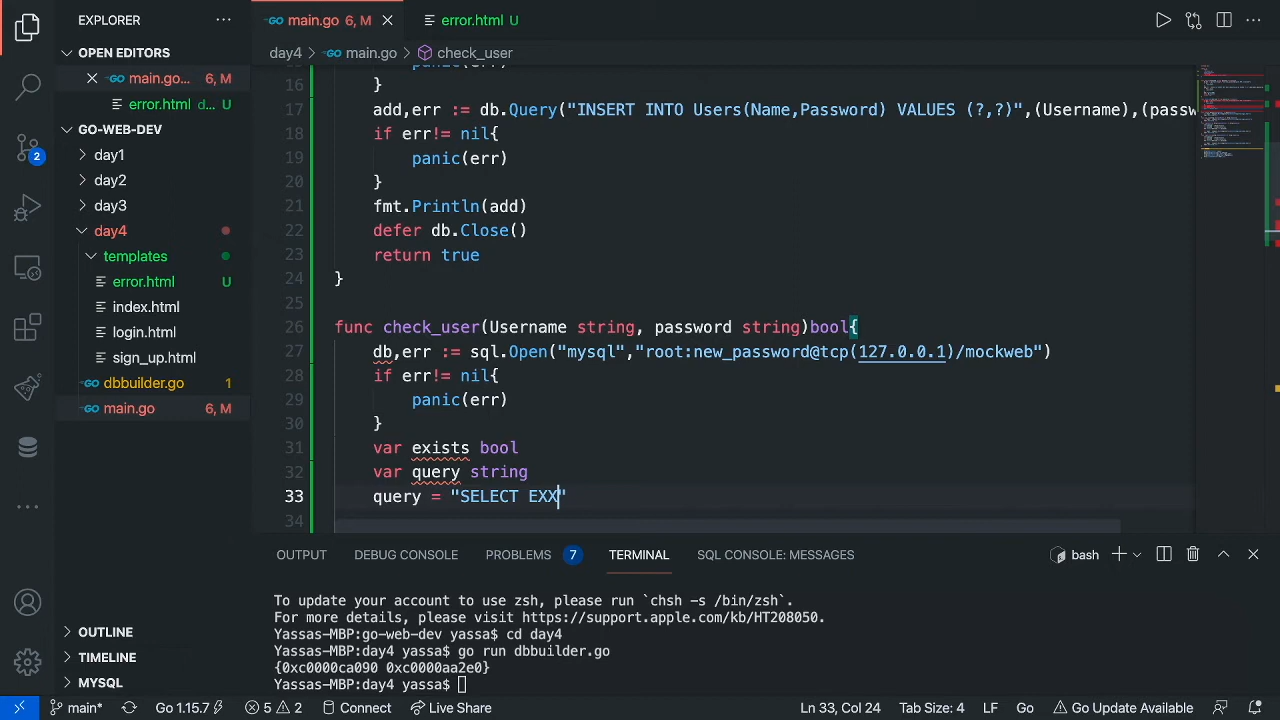 EXPLORER
OPEN EDITORS
main.go... 6, M
error.html d... U
GO-WEB-DEV
day1
day2
day3
day4
templates
error.html U
index.html
login.html
sign_up.html
dbbuilder.go 1
main.go 6, M
OUTLINE
TIMELINE
MYSQL
2
main.go 6, M
error.html U
day4 > main.go > check_user
panic(err)
16 }
17 add,err := db.Query("INSERT INTO Users(Name,Password) VALUES (?,?)",(Username),(passw
18 if err!= nil{
19 panic(err)
20 }
21 fmt.Println(add)
22 defer db.Close()
23 return true
24 }
25
26 func check_user(Username string, password string)bool{
27 db,err := sql.Open("mysql","root:new_password@tcp(127.0.0.1)/mockweb")
28 if err!= nil{
29 panic(err)
30 }
31 var exists bool
32 var query string
33 query = "SELECT EXX"
34
OUTPUT DEBUG CONSOLE PROBLEMS 7 TERMINAL SQL CONSOLE: MESSAGES bash
To update your account to use zsh, please run `chsh -s /bin/zsh`.
For more details, please visit https://support.apple.com/kb/HT208050.
Yassas-MBP:go-web-dev yassa$ cd day4
Yassas-MBP:day4 yassa$ go run dbbuilder.go
{0xc0000ca090 0xc0000aa2e0}
Yassas-MBP:day4 yassa$
main* Go 1.15.7 5 2 Connect Live Share Ln 33, Col 24 Tab Size: 4 LF Go Go Update Available